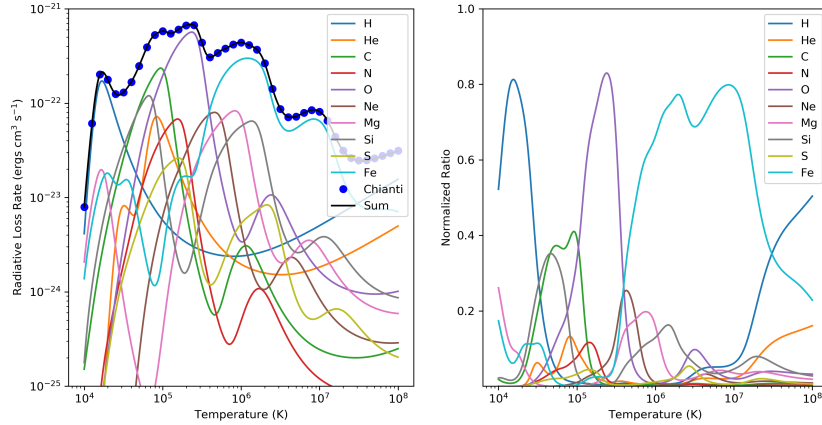 10⁻²¹
10⁻²²
10⁻²³
10⁻²⁴
10⁻²⁵
Radiative Loss Rate (ergs cm³ s⁻¹)
10⁴
10⁵
10⁶
10⁷
10⁸
Temperature (K)
H
He
C
N
O
Ne
Mg
Si
S
Fe
Chianti
Sum
1.0
0.8
0.6
0.4
0.2
Normalized Ratio
10⁴
10⁵
10⁶
10⁷
10⁸
Temperature (K)
H
He
C
N
O
Ne
Mg
Si
S
Fe